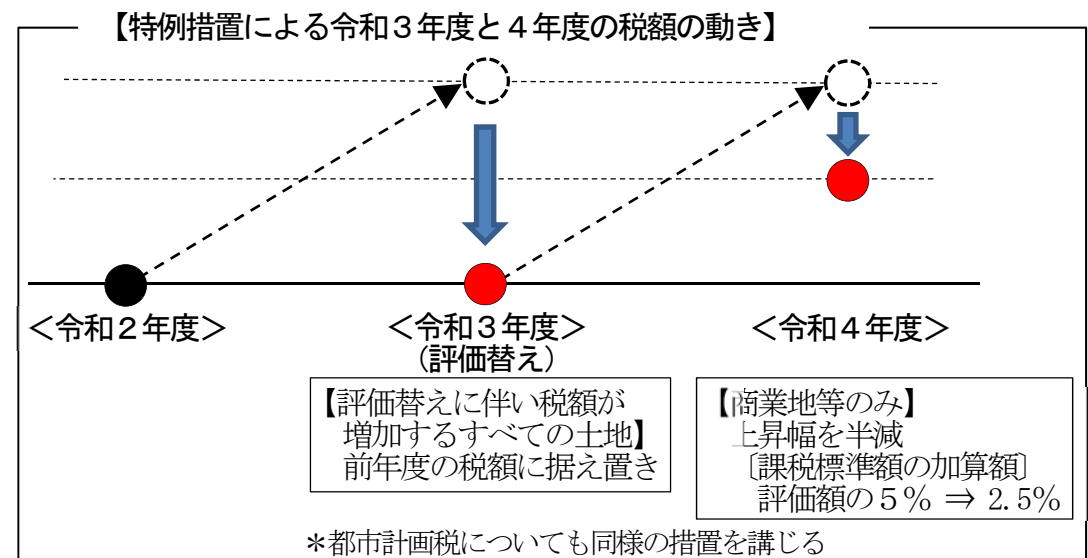 【特例措置による令和３年度と４年度の税額の動き】
＜令和２年度＞
＜令和３年度＞
（評価替え）
＜令和４年度＞
【評価替えに伴い税額が
増加するすべての土地】
前年度の税額に据え置き
【商業地等のみ】
上昇幅を半減
〔課税標準額の加算額〕
評価額の５％ ⇒ 2.5％
＊都市計画税についても同様の措置を講じる